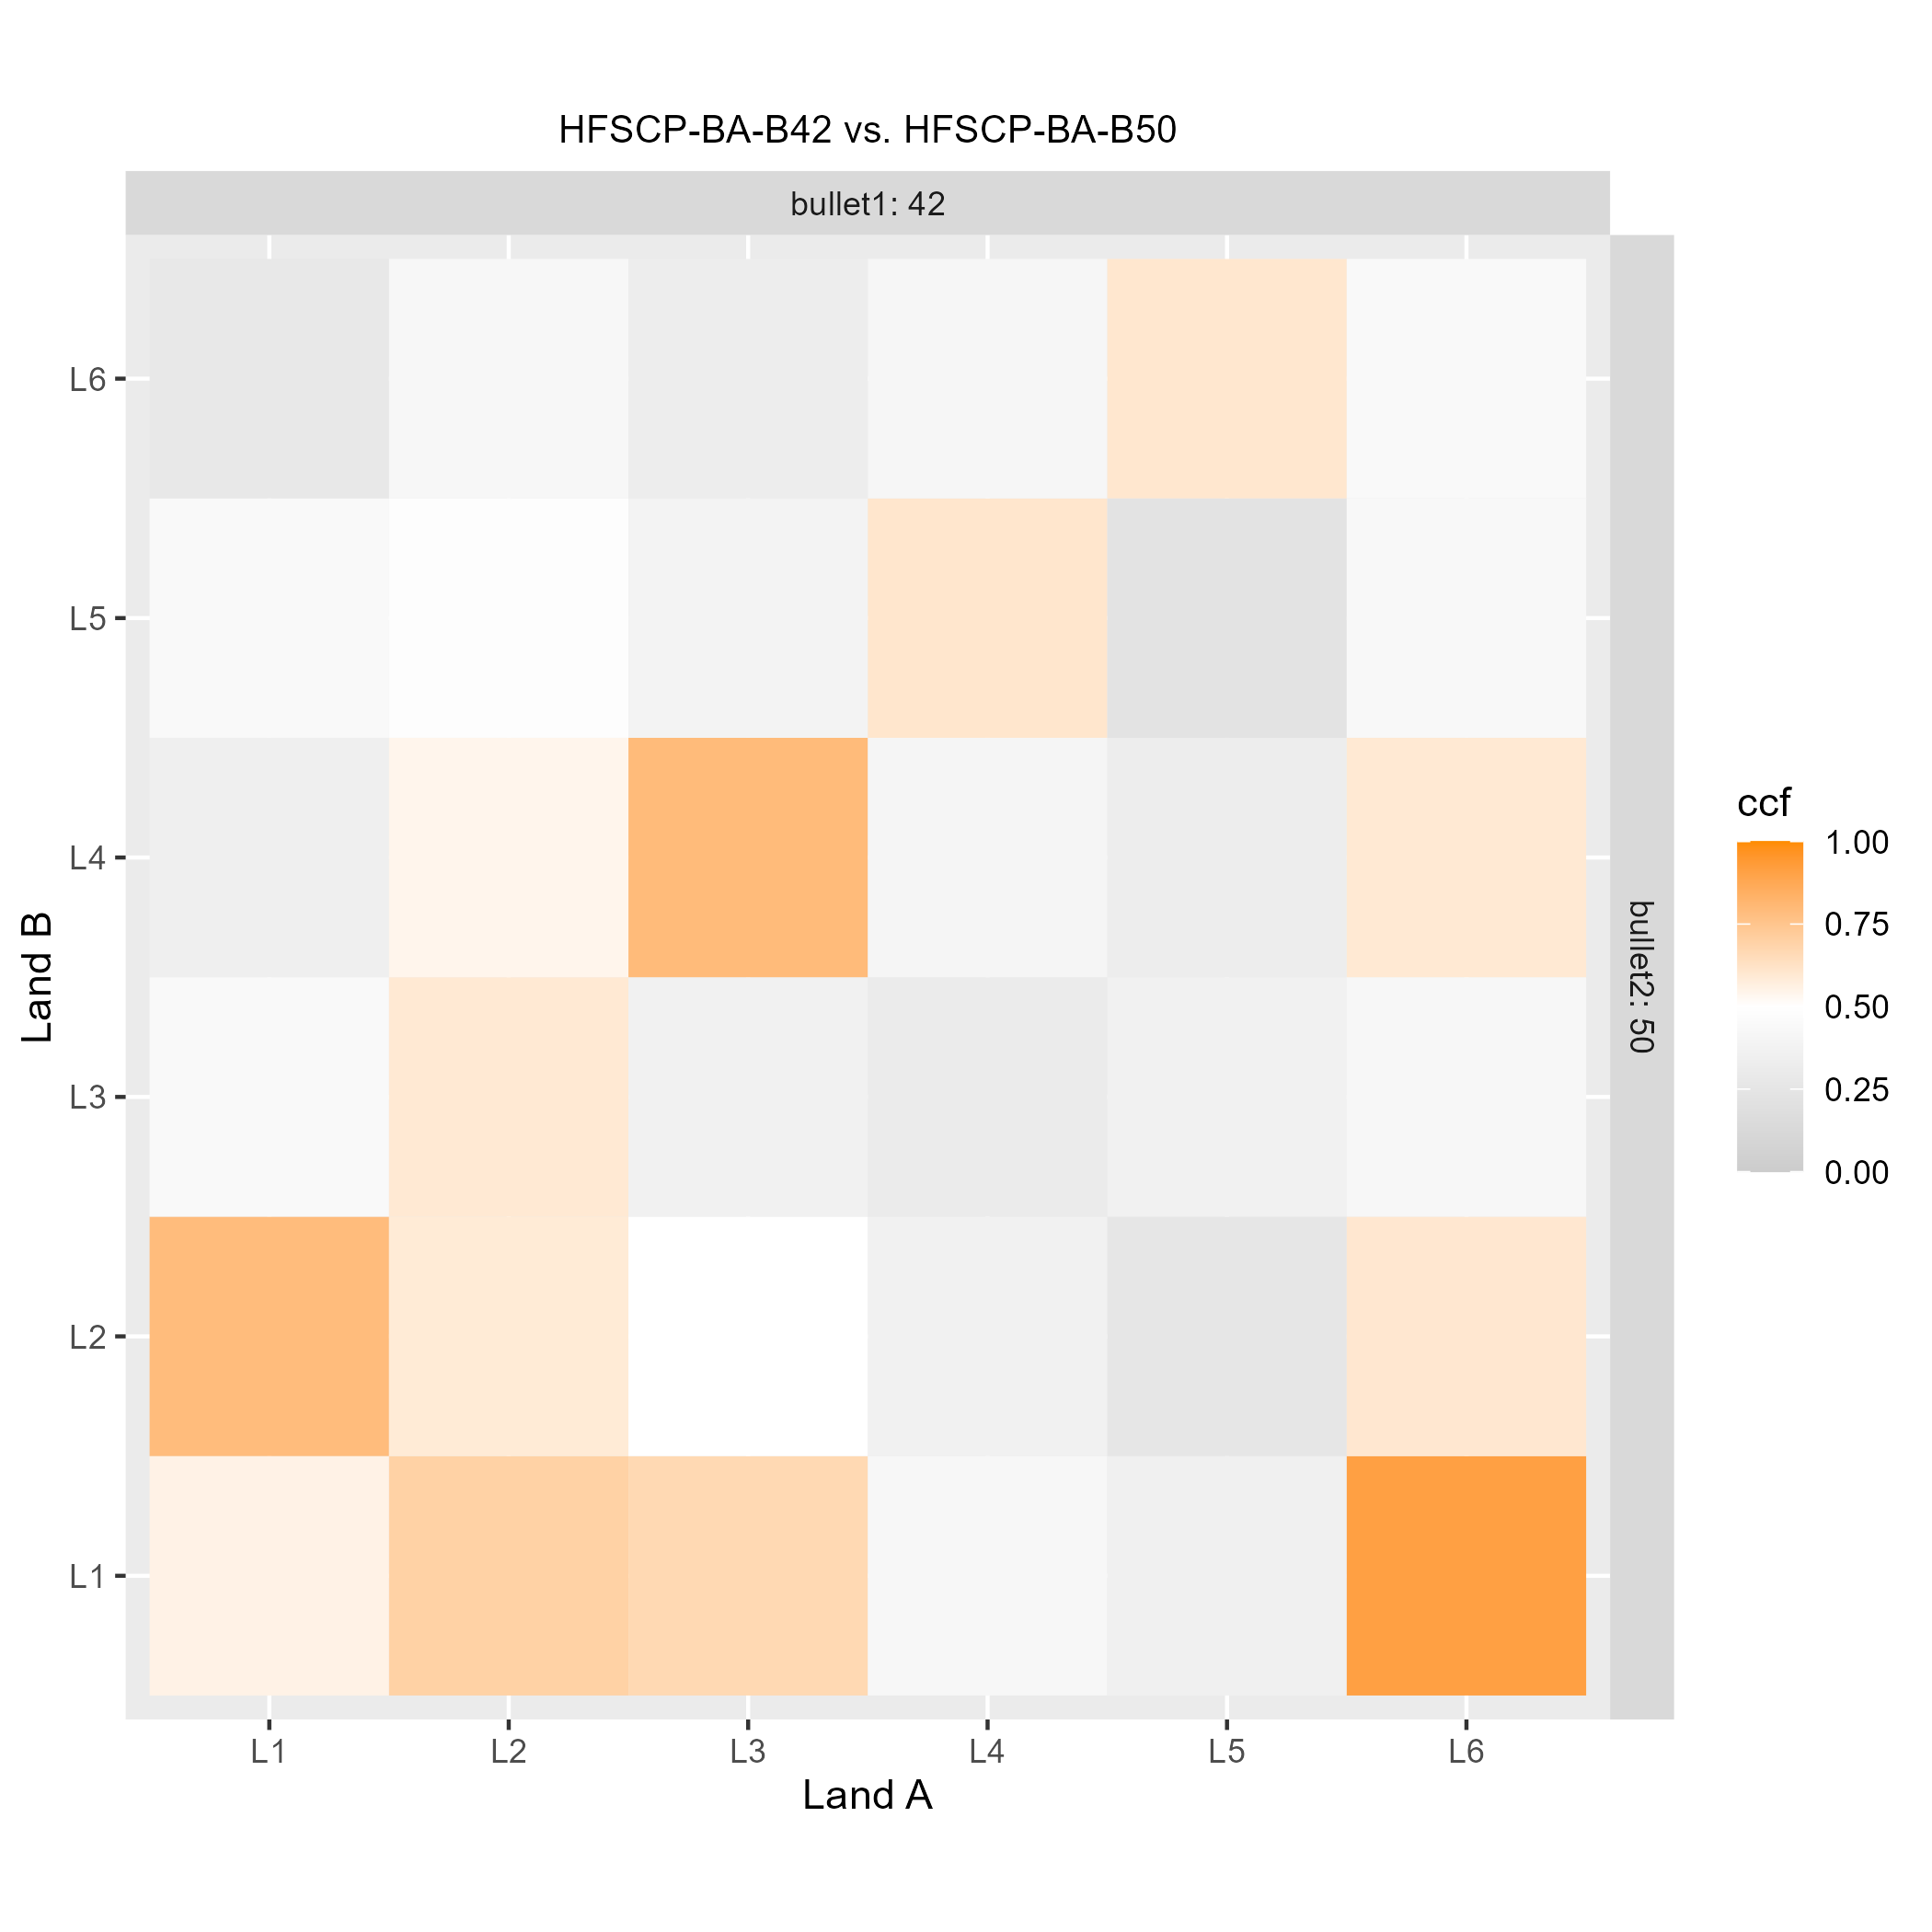 HFSCP-BA-B42 vs. HFSCP-BA-B50
bullet1: 42
L6
L5
L4
L3
L2
L1
Land B
L1
L2
L3
L4
L5
L6
Land A
bullet2: 50
ccf
1.00
0.75
0.50
0.25
0.00